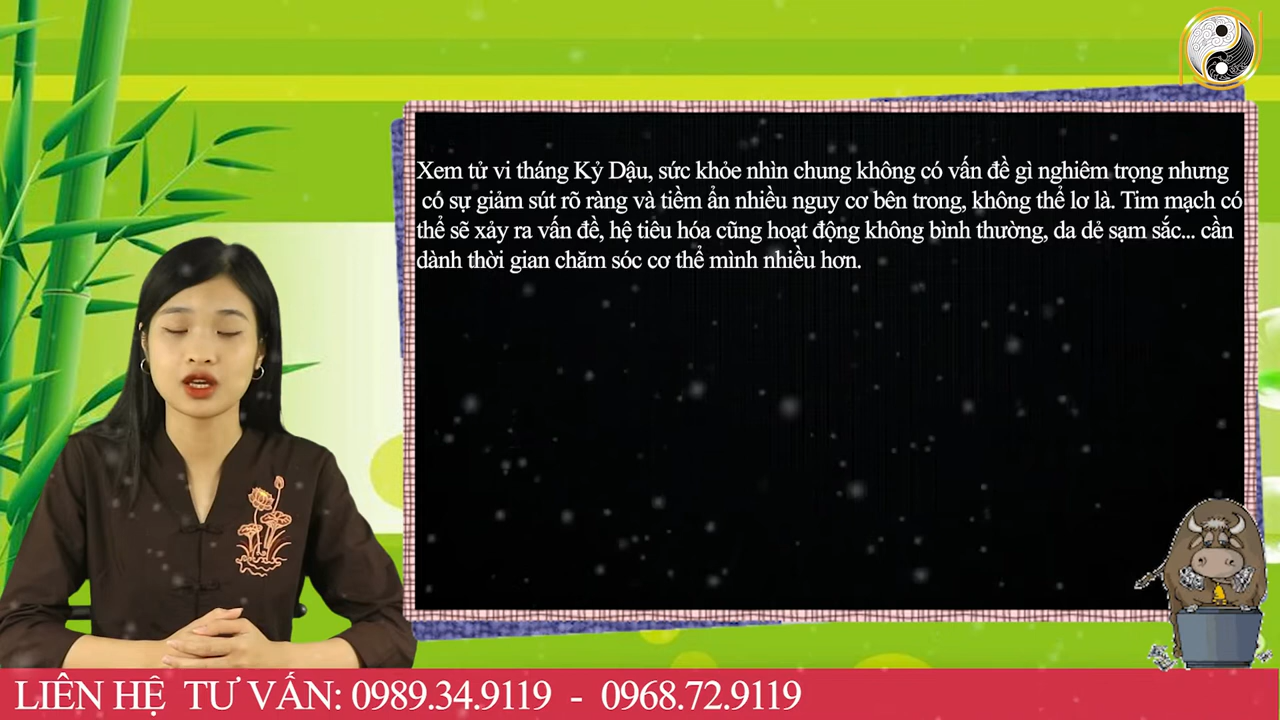 Xem tử vi tháng Kỷ Dậu, sức khỏe nhìn chung không có vấn đề gì nghiêm trọng nhưng
có sự giảm sút rõ ràng và tiềm ẩn nhiều nguy cơ bên trong, không thể lơ là. Tim mạch có
thể sẽ xảy ra vấn đề, hệ tiêu hóa cũng hoạt động không bình thường, da dẻ sạm sắc... cần
dành thời gian chăm sóc cơ thể mình nhiều hơn.
LIÊN HỆ TƯ VẤN: 0989.34.9119 - 0968.72.9119